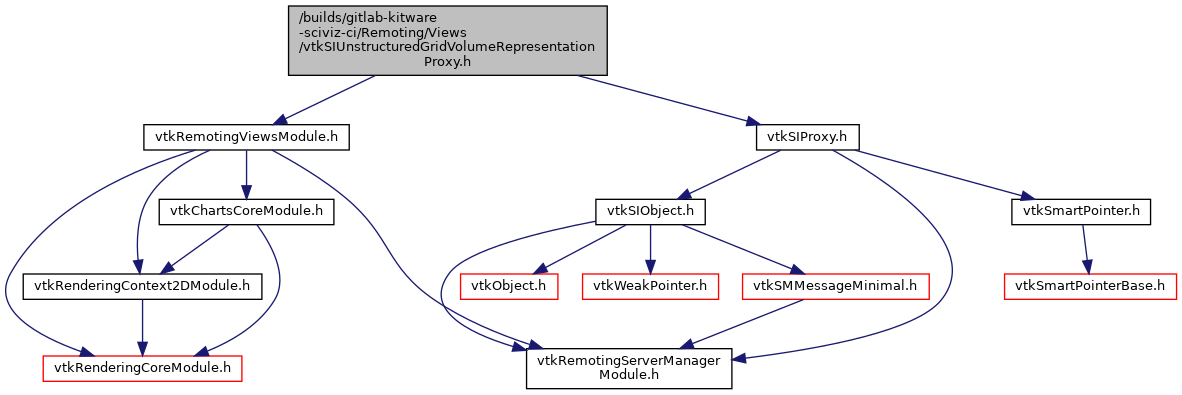 /builds/gitlab-kitware
-sciviz-ci/Remoting/Views
/vtkSIUnstructuredGridVolumeRepresentation
Proxy.h
vtkRemotingViewsModule.h
vtkSIProxy.h
vtkChartsCoreModule.h
vtkSIObject.h
vtkSmartPointer.h
vtkRenderingContext2DModule.h
vtkObject.h
vtkWeakPointer.h
vtkSMMessageMinimal.h
vtkSmartPointerBase.h
vtkRenderingCoreModule.h
vtkRemotingServerManager
Module.h